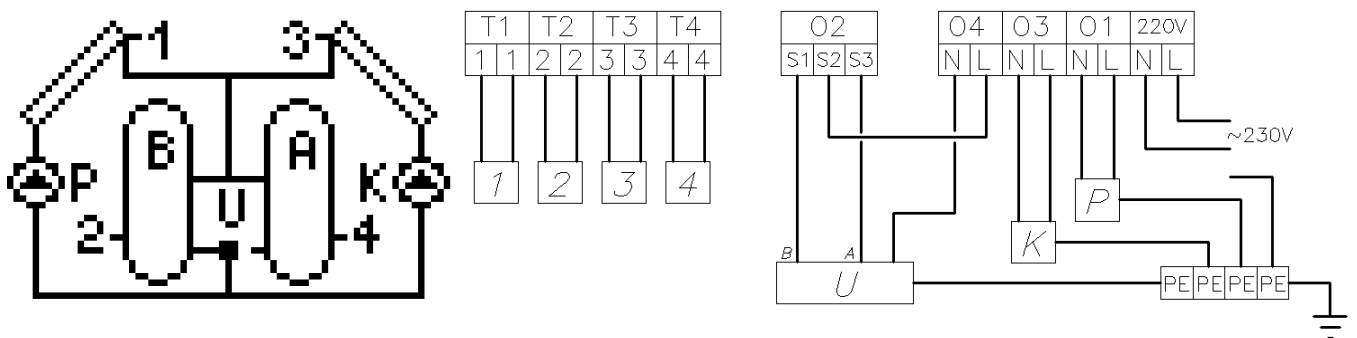 1 3
B A
P K
U
2 4
T1 T2 T3 T4
1 1 2 2 3 3 4 4
1 2 3 4
O2 O4 O3 O1 220V
S1 S2 S3 N L N L N L N L
~230V
P
K
B A
U
PE PE PE PE